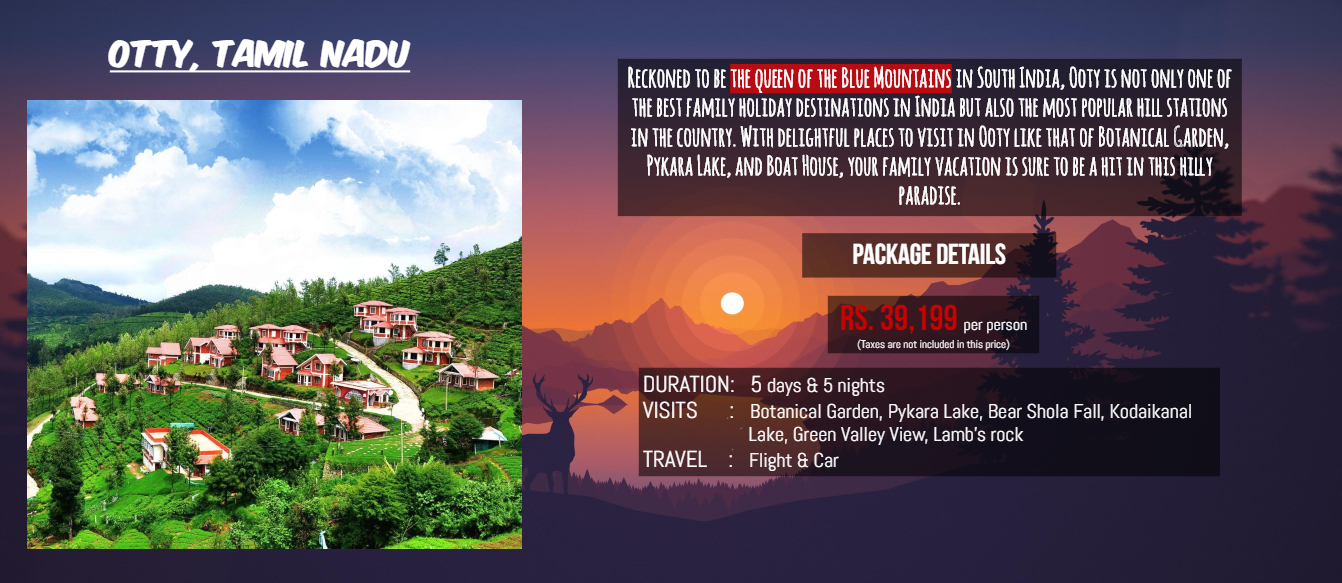 OTTY, TAMIL NADU
Reckoned to be the Queen of the Blue Mountains in South India, Ooty is not only one of
the best family holiday destinations in India but also the most popular hill stations
in the country. With delightful places to visit in Ooty like that of Botanical Garden,
Pykara Lake, and Boat House, your family vacation is sure to be a hit in this hilly
paradise.
PACKAGE DETAILS
RS. 39,199 per person
(Taxes are not included in this price)
DURATION: 5 days & 5 nights
VISITS : Botanical Garden, Pykara Lake, Bear Shola Fall, Kodaikanal
Lake, Green Valley View, Lamb's rock
TRAVEL : Flight & Car